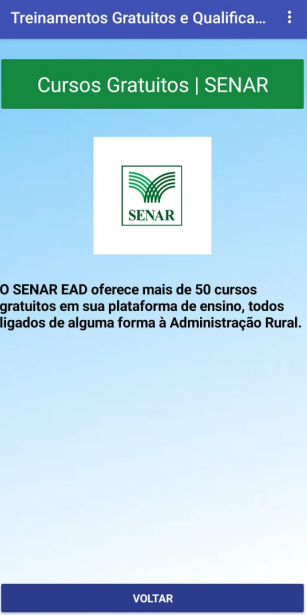 Treinamentos Gratuitos e Qualifica...
Cursos Gratuitos | SENAR
SENAR
O SENAR EAD oferece mais de 50 cursos
gratuitos em sua plataforma de ensino, todos
ligados de alguma forma à Administração Rural.
VOLTAR